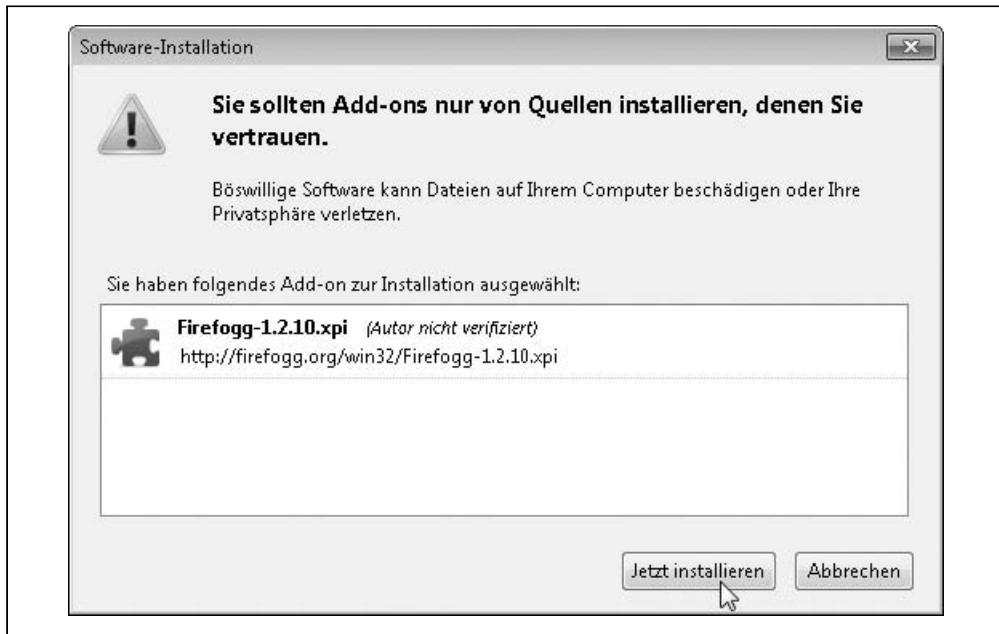 Software-Installation
Sie sollten Add-ons nur von Quellen installieren, denen Sie
vertrauen.
Böswillige Software kann Dateien auf Ihrem Computer beschädigen oder Ihre
Privatsphäre verletzen.
Sie haben folgendes Add-on zur Installation ausgewählt:
Firefogg-1.2.10.xpi (Autor nicht verifiziert)
http://firefogg.org/win32/Firefogg-1.2.10.xpi
Jetzt installieren Abbrechen